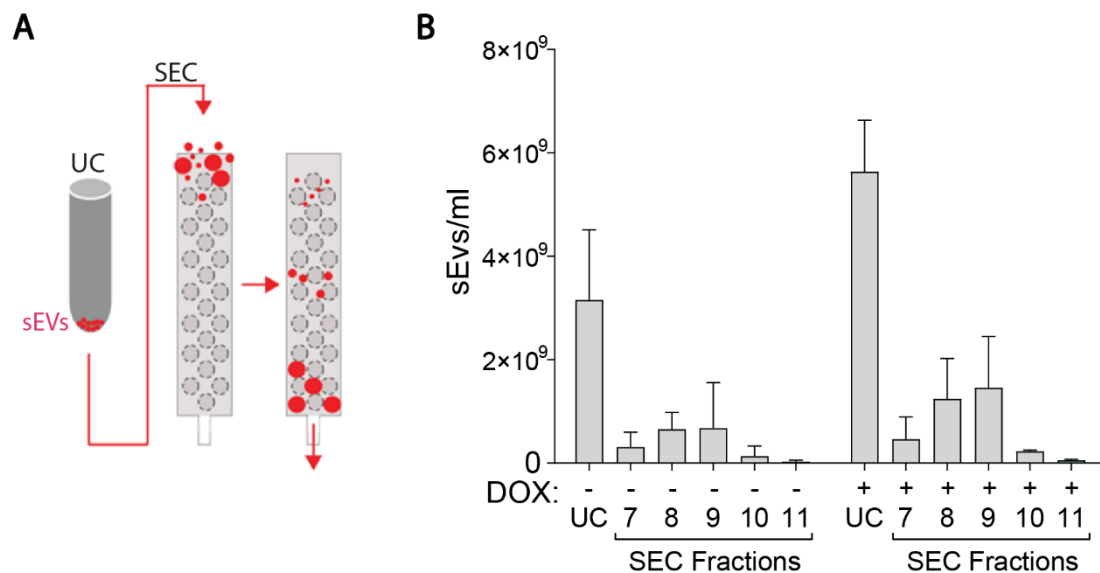 A
SEC
UC
sEVs
B
8×10⁹
6×10⁹
4×10⁹
2×10⁹
0
sEvs/ml
DOX: - - - - - - + + + + + +
UC 7 8 9 10 11 UC 7 8 9 10 11
SEC Fractions SEC Fractions